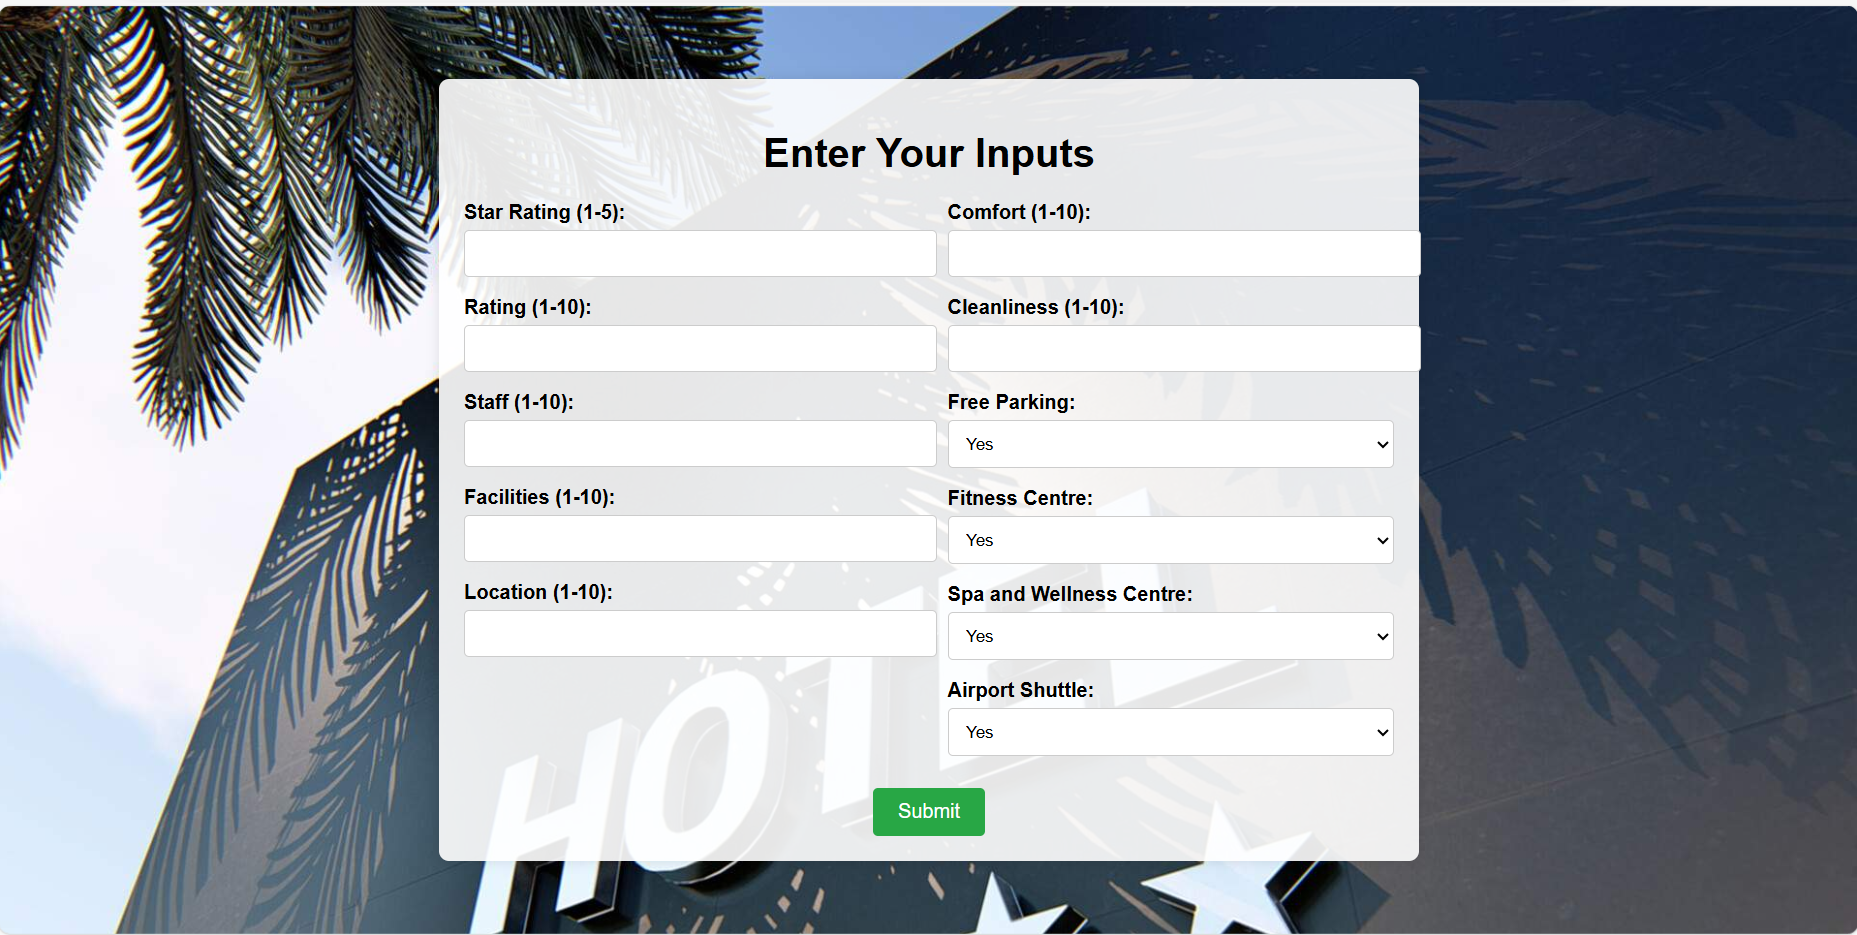 Enter Your Inputs
Star Rating (1-5):
Rating (1-10):
Staff (1-10):
Facilities (1-10):
Location (1-10):
Comfort (1-10):
Cleanliness (1-10):
Free Parking:
Yes
Fitness Centre:
Yes
Spa and Wellness Centre:
Yes
Airport Shuttle:
Yes
Submit
HOTEL